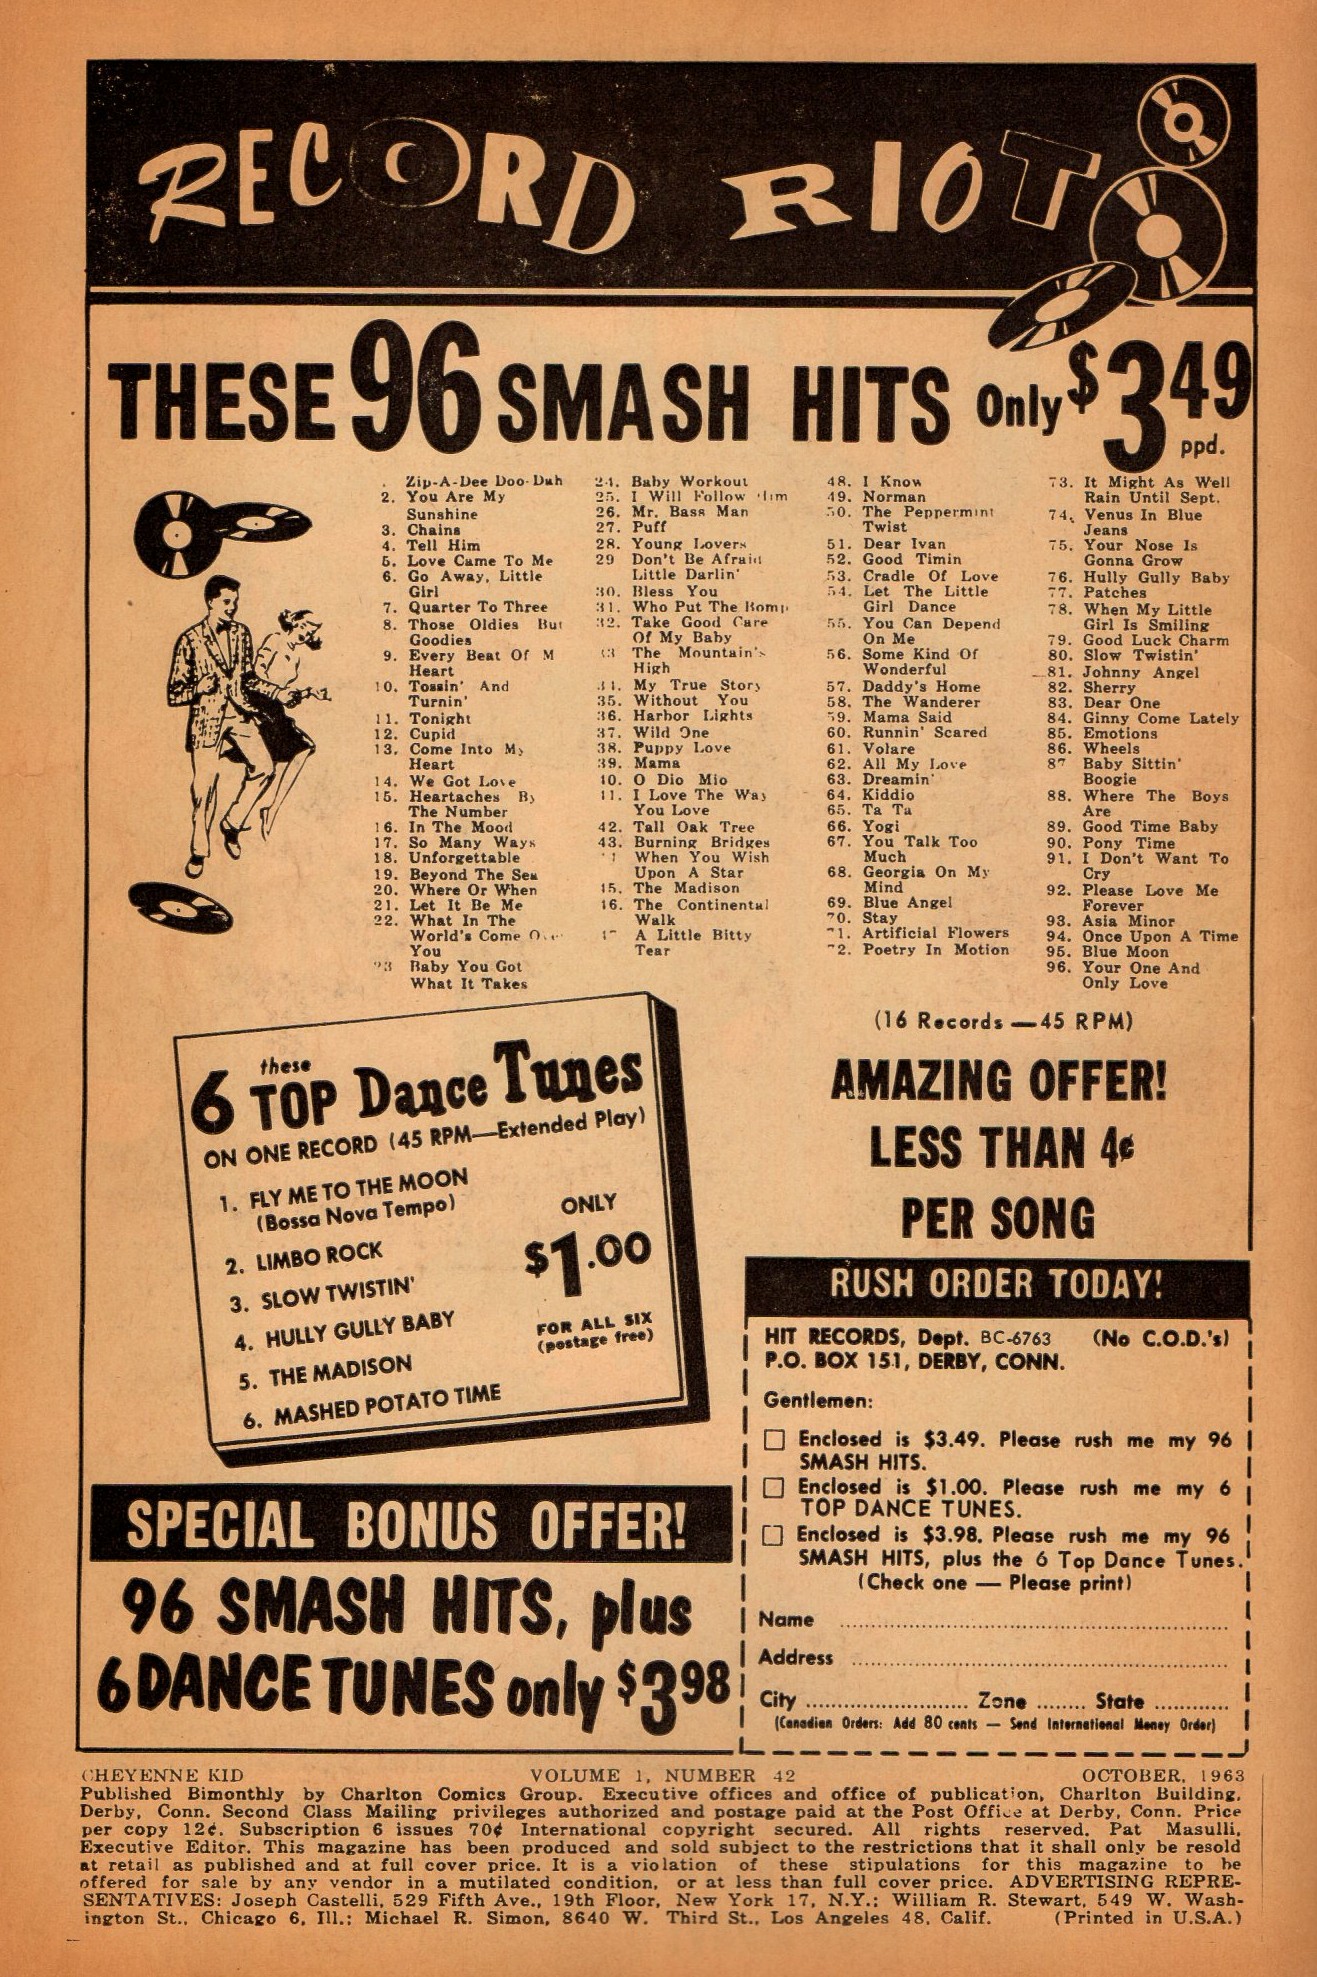 RECORD RIOT
THESE 96 SMASH HITS Only $3.49
ppd.
. Zip-A-Dee Doo-Dah
2. You Are My
Sunshine
3. Chains
4. Tell Him
5. Love Came To Me
6. Go Away, Little
Girl
7. Quarter To Three
8. Those Oldies But
Goodies
9. Every Beat Of M
Heart
10. Tossin' And
Turnin'
11. Tonight
12. Cupid
13. Come Into My
Heart
14. We Got Love
15. Heartaches By
The Number
16. In The Mood
17. So Many Ways
18. Unforgettable
19. Beyond The Sea
20. Where Or When
21. Let It Be Me
22. What In The
World's Come Over
You
23 Baby You Got
What It Takes
24. Baby Workout
25. I Will Follow Him
26. Mr. Bass Man
27. Puff
28. Young Lovers
29 Don't Be Afraid
Little Darlin'
30. Bless You
31. Who Put The Bomp
32. Take Good Care
Of My Baby
33 The Mountain's
High
34. My True Story
35. Without You
36. Harbor Lights
37. Wild One
38. Puppy Love
39. Mama
40. O Dio Mio
41. I Love The Way
You Love
42. Tall Oak Tree
43. Burning Bridges
When You Wish
Upon A Star
45. The Madison
46. The Continental
Walk
47 A Little Bitty
Tear
48. I Know
49. Norman
50. The Peppermint
Twist
51. Dear Ivan
52. Good Timin
53. Cradle Of Love
54. Let The Little
Girl Dance
55. You Can Depend
On Me
56. Some Kind Of
Wonderful
57. Daddy's Home
58. The Wanderer
59. Mama Said
60. Runnin' Scared
61. Volare
62. All My Love
63. Dreamin'
64. Kiddio
65. Ta Ta
66. Yogi
67. You Talk Too
Much
68. Georgia On My
Mind
69. Blue Angel
70. Stay
71. Artificial Flowers
72. Poetry In Motion
73. It Might As Well
Rain Until Sept.
74. Venus In Blue
Jeans
75. Your Nose Is
Gonna Grow
76. Hully Gully Baby
77. Patches
78. When My Little
Girl Is Smiling
79. Good Luck Charm
80. Slow Twistin'
81. Johnny Angel
82. Sherry
83. Dear One
84. Ginny Come Lately
85. Emotions
86. Wheels
87 Baby Sittin'
Boogie
88. Where The Boys
Are
89. Good Time Baby
90. Pony Time
91. I Don't Want To
Cry
92. Please Love Me
Forever
93. Asia Minor
94. Once Upon A Time
95. Blue Moon
96. Your One And
Only Love
(16 Records — 45 RPM)
AMAZING OFFER!
LESS THAN 4¢
PER SONG
these
6 TOP Dance Tunes
ON ONE RECORD (45 RPM—Extended Play)
1. FLY ME TO THE MOON
(Bossa Nova Tempo)
2. LIMBO ROCK
3. SLOW TWISTIN'
4. HULLY GULLY BABY
5. THE MADISON
6. MASHED POTATO TIME
ONLY
$1.00
FOR ALL SIX
(postage free)
SPECIAL BONUS OFFER!
96 SMASH HITS, plus
6 DANCE TUNES only $3.98
RUSH ORDER TODAY!
HIT RECORDS, Dept. BC-6763 (No C.O.D.'s)
P.O. BOX 151, DERBY, CONN.
Gentlemen:
Enclosed is $3.49. Please rush me my 96
SMASH HITS.
Enclosed is $1.00. Please rush me my 6
TOP DANCE TUNES.
Enclosed is $3.98. Please rush me my 96
SMASH HITS, plus the 6 Top Dance Tunes.
(Check one — Please print)
Name ........................................
Address ........................................
City .................... Zone ........ State ............
(Canadian Orders: Add 80 cents — Send International Money Order)
CHEYENNE KID VOLUME 1, NUMBER 42 OCTOBER, 1963
Published Bimonthly by Charlton Comics Group. Executive offices and office of publication, Charlton Building,
Derby, Conn. Second Class Mailing privileges authorized and postage paid at the Post Office at Derby, Conn. Price
per copy 12¢. Subscription 6 issues 70¢ International copyright secured. All rights reserved. Pat Masulli,
Executive Editor. This magazine has been produced and sold subject to the restrictions that it shall only be resold
at retail as published and at full cover price. It is a violation of these stipulations for this magazine to be
offered for sale by any vendor in a mutilated condition, or at less than full cover price. ADVERTISING REPRE-
SENTATIVES: Joseph Castelli, 529 Fifth Ave., 19th Floor, New York 17, N.Y.; William R. Stewart, 549 W. Wash-
ington St., Chicago 6, Ill.; Michael R. Simon, 8640 W. Third St., Los Angeles 48, Calif. (Printed in U.S.A.)